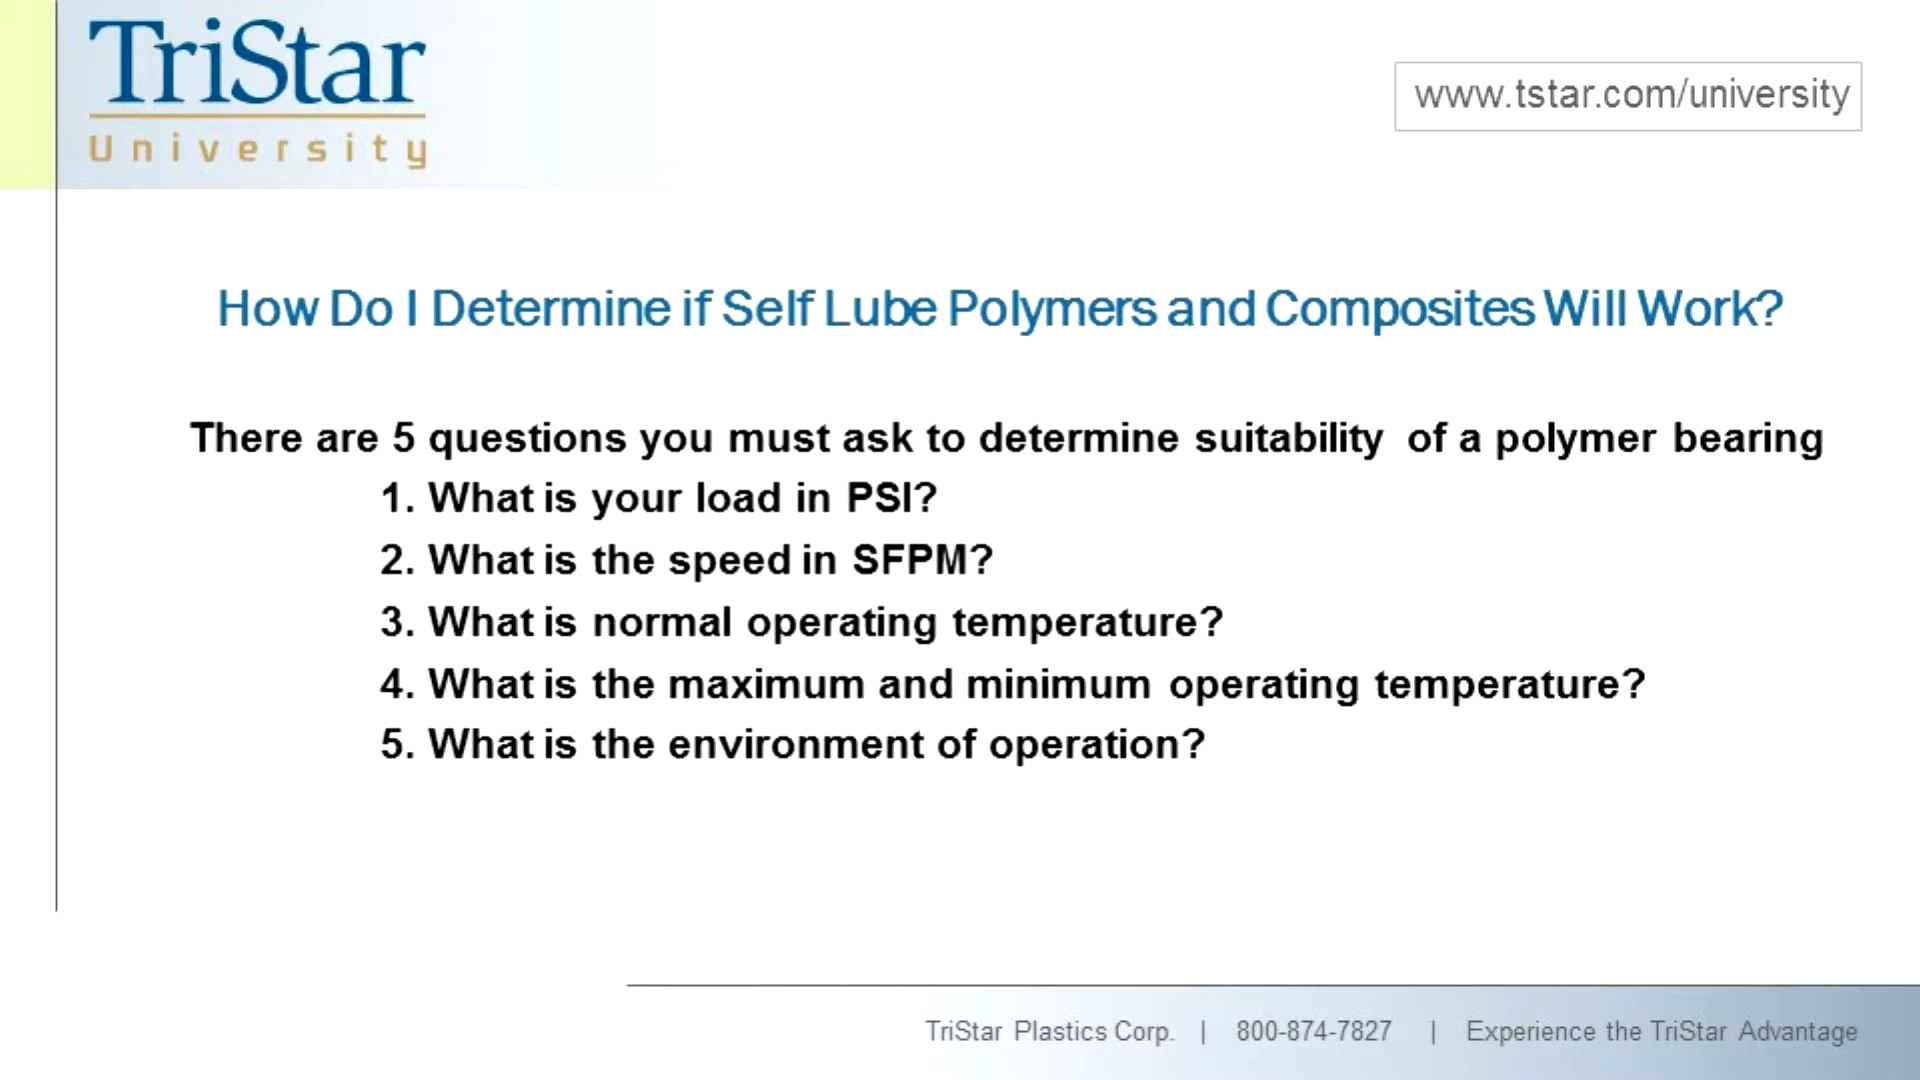 TriStar
University
www.tstar.com/university
How Do I Determine if Self Lube Polymers and Composites Will Work?
There are 5 questions you must ask to determine suitability of a polymer bearing
1. What is your load in PSI?
2. What is the speed in SFPM?
3. What is normal operating temperature?
4. What is the maximum and minimum operating temperature?
5. What is the environment of operation?
TriStar Plastics Corp. | 800-874-7827 | Experience the TriStar Advantage